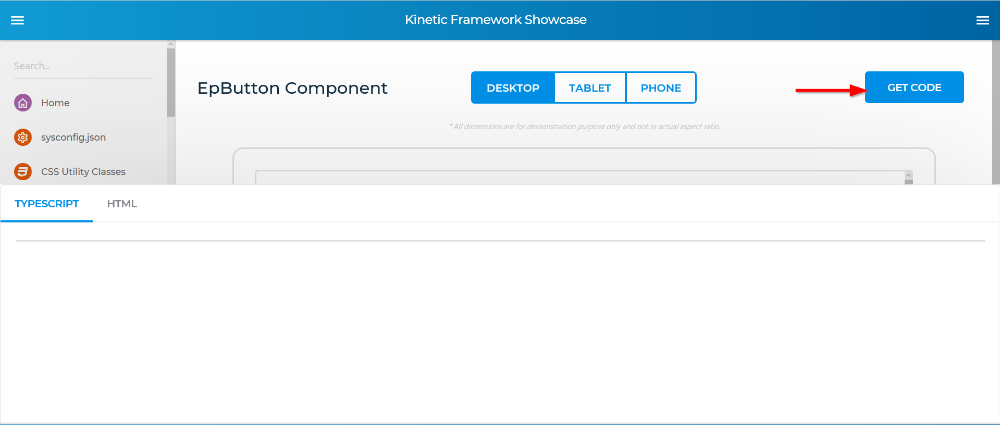 Kinetic Framework Showcase
Search...
Home
sysconfig.json
CSS Utility Classes
EpButton Component
DESKTOP TABLET PHONE
GET CODE
* All dimensions are for demonstration purpose only and not in actual aspect ratio.
TYPESCRIPT HTML